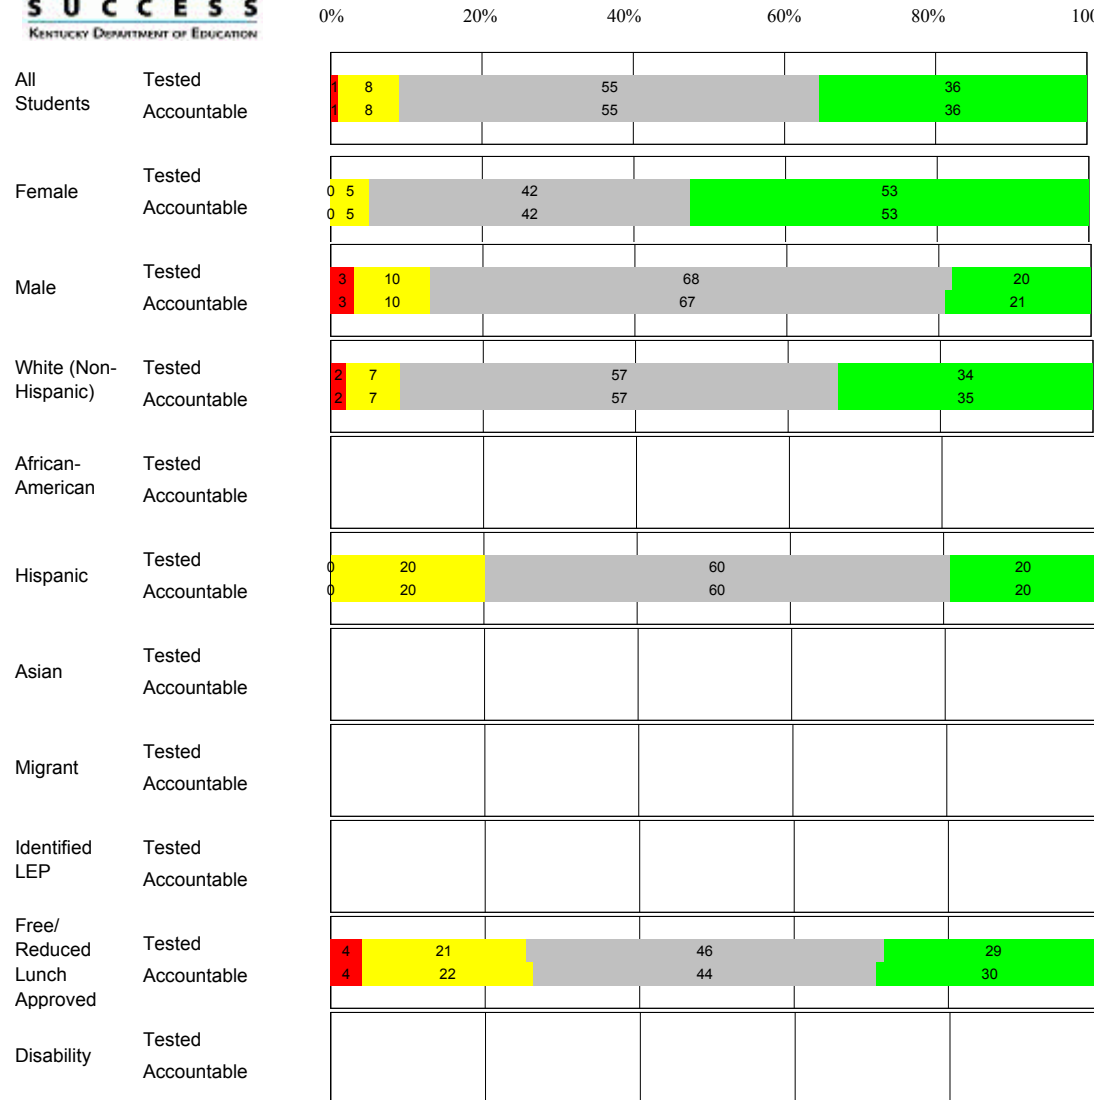 SUCCESS
KENTUCKY DEPARTMENT OF EDUCATION
0% 20% 40% 60% 80% 100
All Students
Tested 1 8 55 36
Accountable 1 8 55 36
Female
Tested 0 5 42 53
Accountable 0 5 42 53
Male
Tested 3 10 68 20
Accountable 3 10 67 21
White (Non-
Hispanic)
Tested 2 7 57 34
Accountable 2 7 57 35
African-
American
Tested
Accountable
Hispanic
Tested 0 20 60 20
Accountable 0 20 60 20
Asian
Tested
Accountable
Migrant
Tested
Accountable
Identified
LEP
Tested
Accountable
Free/
Reduced
Lunch
Approved
Tested 4 21 46 29
Accountable 4 22 44 30
Disability
Tested
Accountable